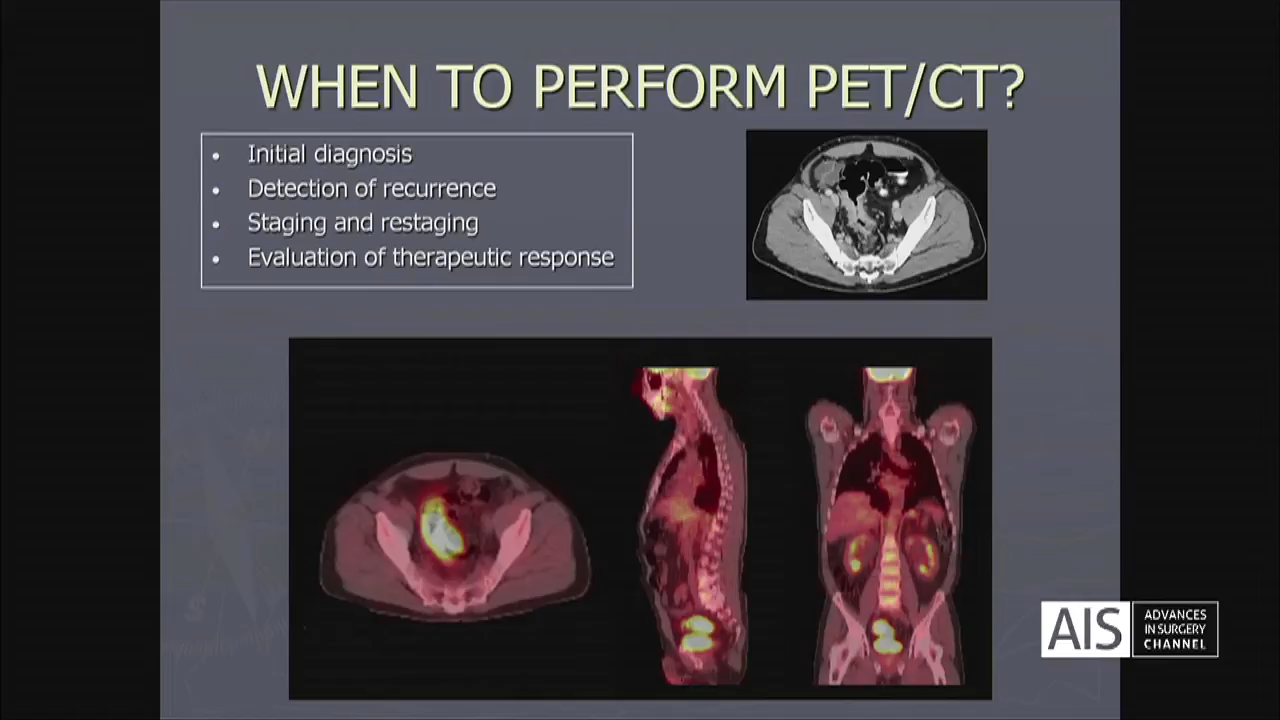 WHEN TO PERFORM PET/CT?
• Initial diagnosis
• Detection of recurrence
• Staging and restaging
• Evaluation of therapeutic response
AIS
ADVANCES
IN SURGERY
CHANNEL